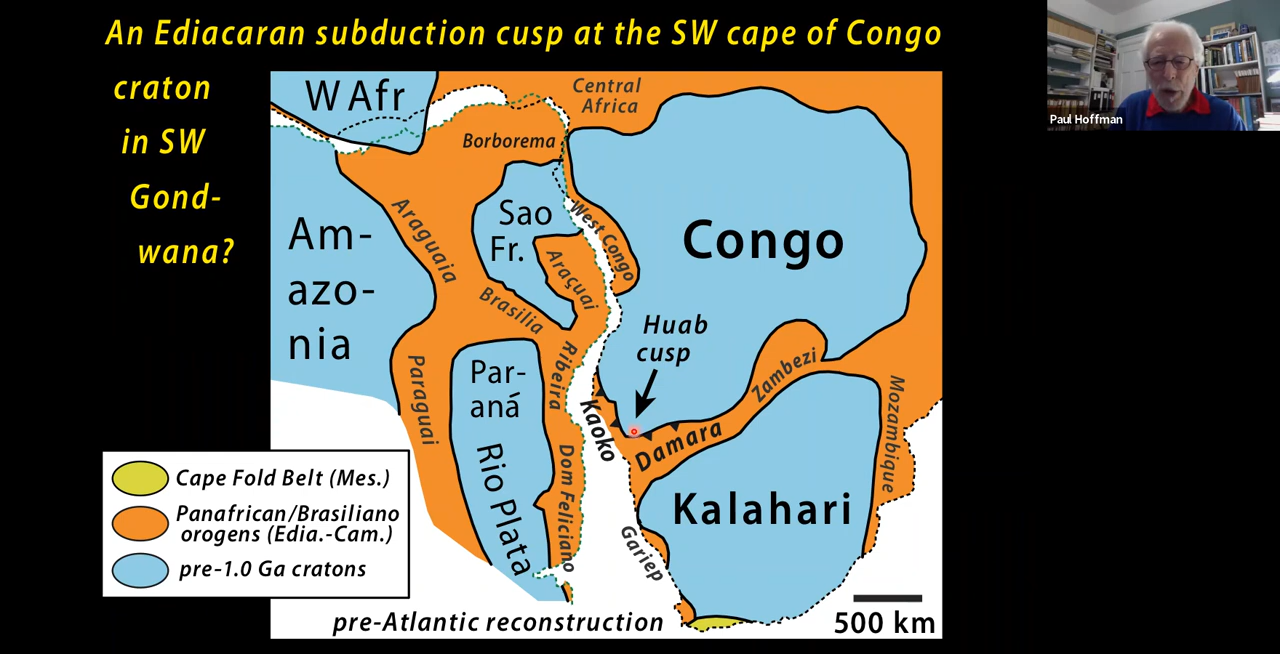 An Ediacaran subduction cusp at the SW cape of Congo
craton
in SW
Gond-
wana?
Paul Hoffman
W Afr
Central
Africa
Borborema
Sao
Fr.
West Congo
Congo
Araguaia
Araçuai
Am-
azo-
nia
Brasilia
Huab
cusp
Par-
aná
Rio Plata
Ribeira
Paraguai
Kaoko
Zambezi
Damara
Mozambique
Dom Feliciano
Kalahari
Gariep
Cape Fold Belt (Mes.)
Panafrican/Brasiliano
orogens (Edia.-Cam.)
pre-1.0 Ga cratons
pre-Atlantic reconstruction
500 km